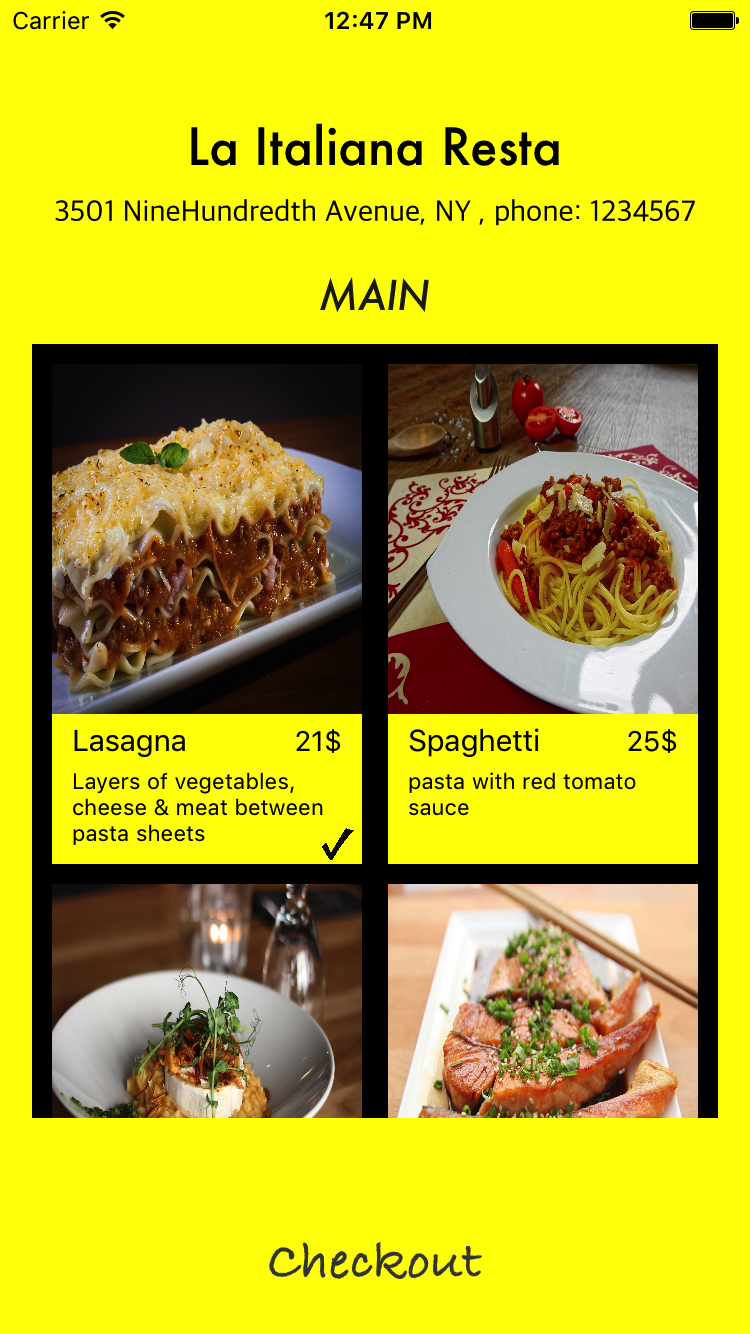 Carrier 12:47 PM
La Italiana Resta
3501 NineHundredth Avenue, NY , phone: 1234567
MAIN
Lasagna 21$
Layers of vegetables,
cheese & meat between
pasta sheets
Spaghetti 25$
pasta with red tomato
sauce
Checkout